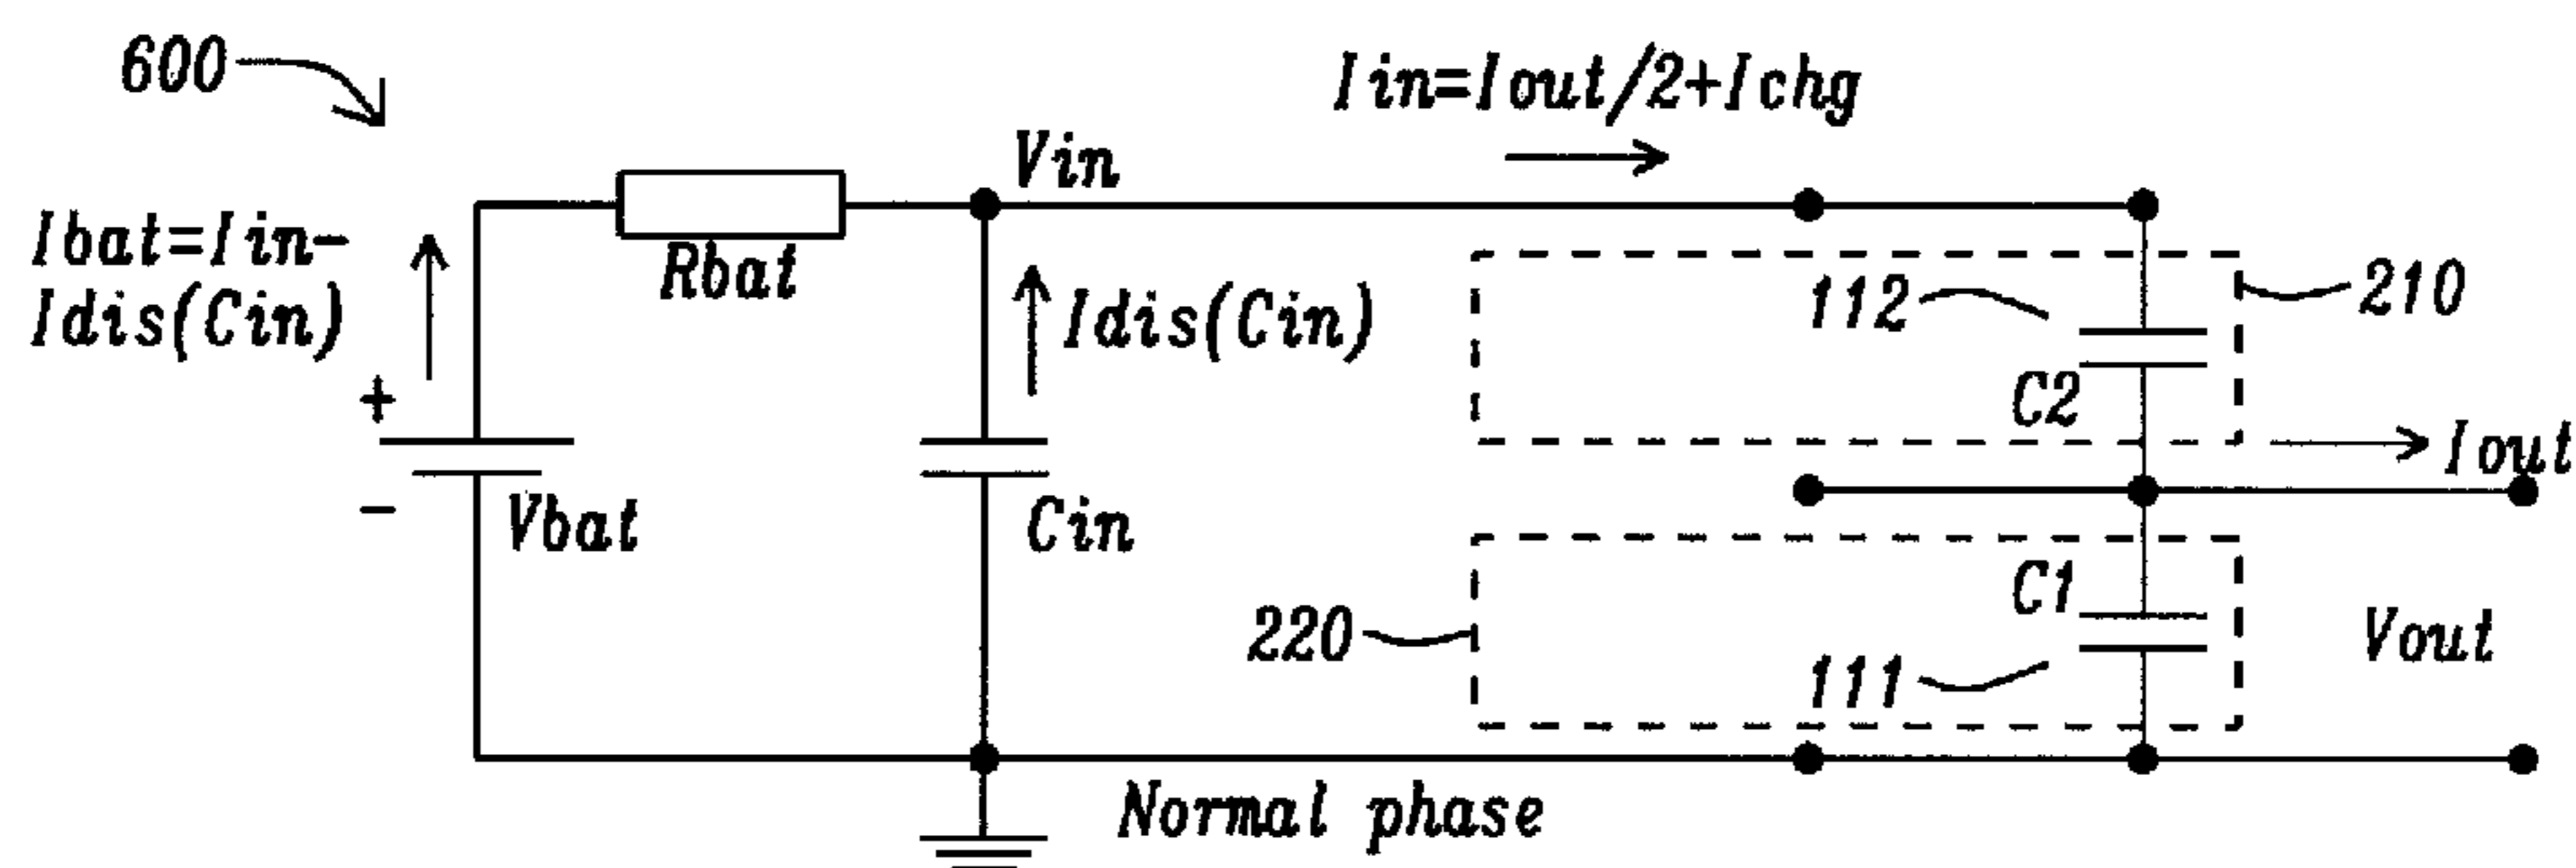 600
Iin=Iout/2+Ichg
Vin
Ibat=Iin-
Idis(Cin)
Rbat
Idis(Cin)
112
210
C2
Iout
+
-
Vbat
Cin
C1
220
111
Vout
Normal phase